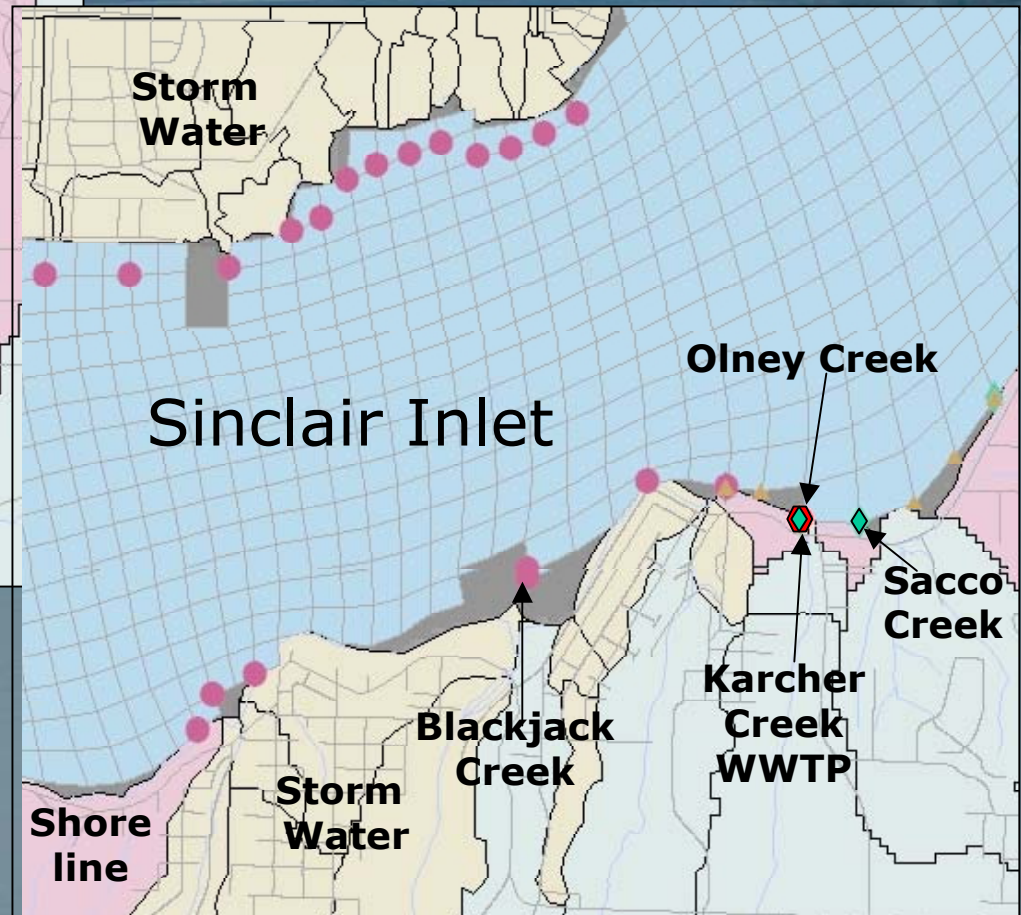 Storm
Water
Olney Creek
Sinclair Inlet
Sacco
Creek
Karcher
Creek
WWTP
Blackjack
Creek
Storm
Water
Shore
line